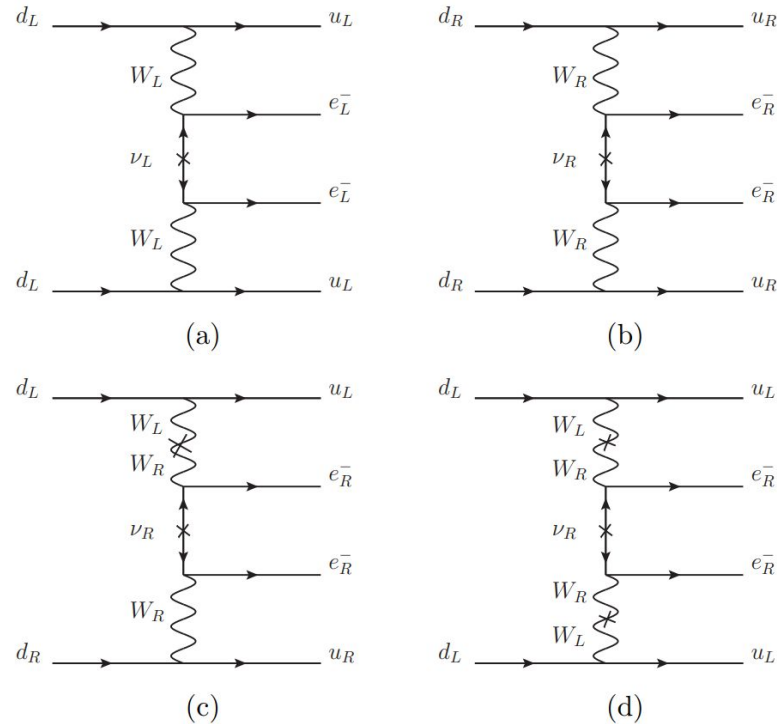 d_L u_L d_R u_R
W_L W_R
e_L^- e_R^-
ν_L ν_R
e_L^- e_R^-
W_L W_R
d_L u_L d_R u_R
(a) (b)
d_L u_L d_L u_L
W_L W_L
W_R W_R
e_R^- e_R^-
ν_R ν_R
e_R^- e_R^-
W_R W_R
W_L
d_R u_R d_L u_L
(c) (d)